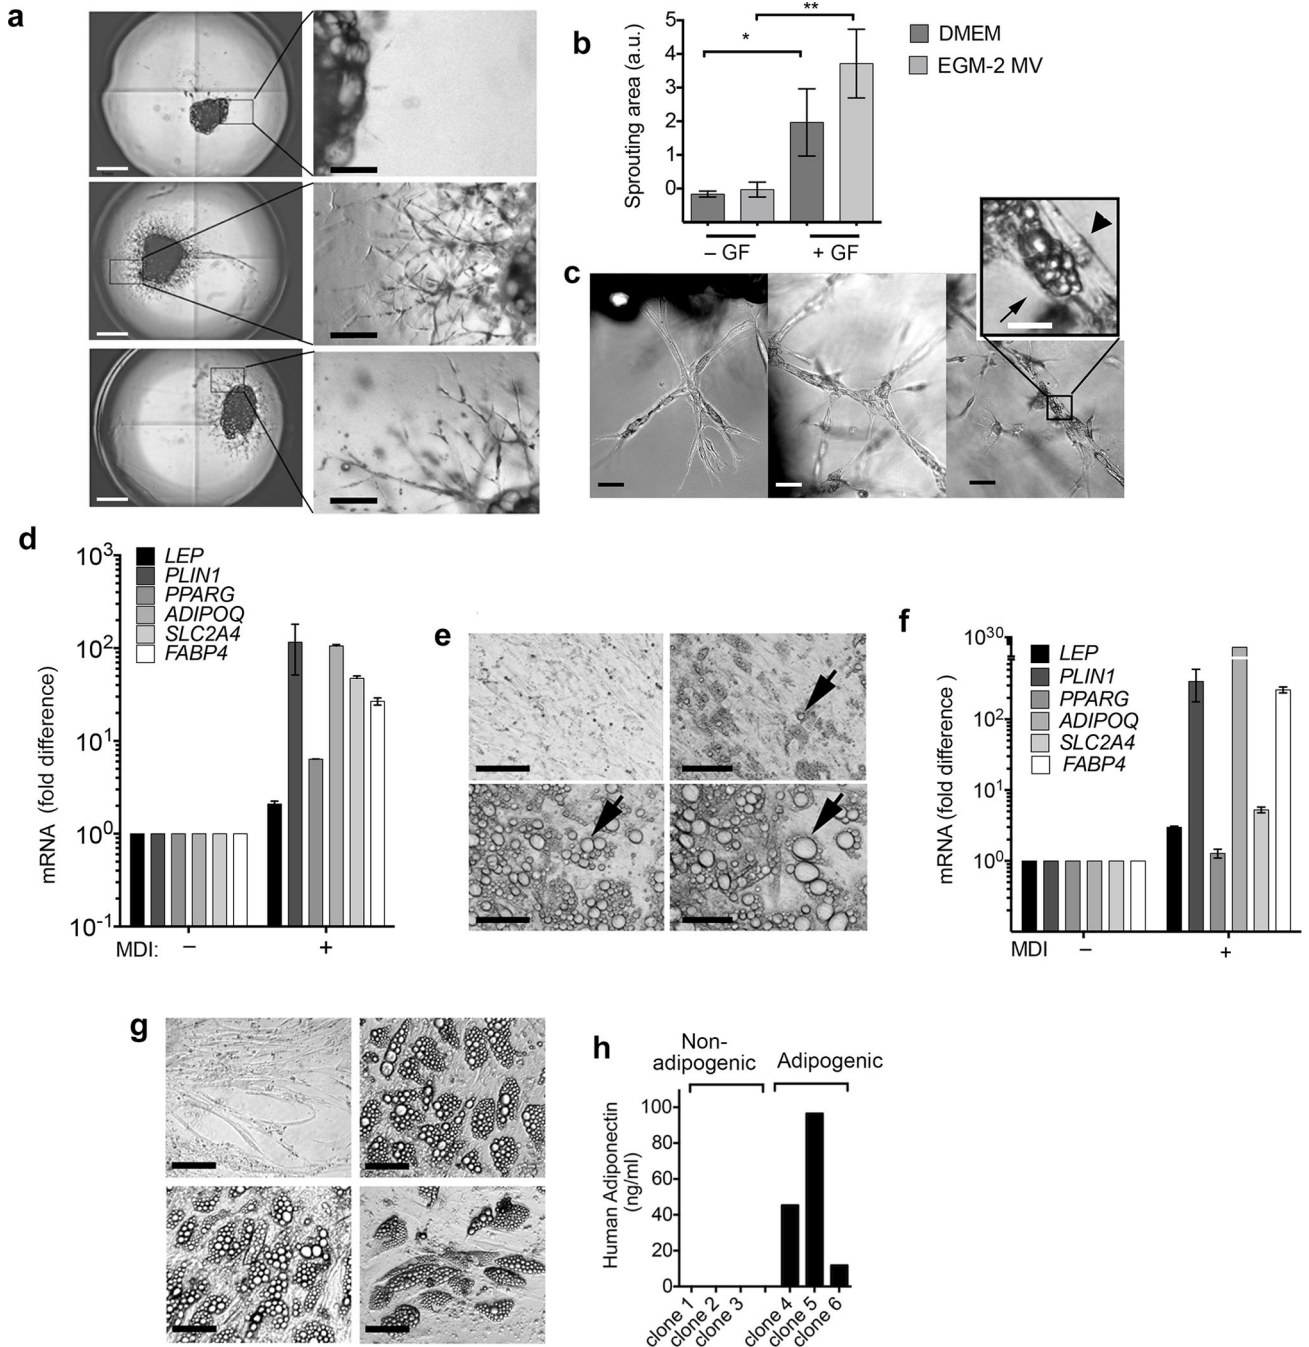 a
b
Sprouting area (a.u.)
5
4
3
2
1
0
*
**
– GF
+ GF
DMEM
EGM-2 MV
c
d
mRNA (fold difference)
10³
10²
10¹
10⁰
10⁻¹
LEP
PLIN1
PPARG
ADIPOQ
SLC2A4
FABP4
MDI:
–
+
e
f
mRNA (fold difference )
10³⁰
10²
10¹
10⁰
LEP
PLIN1
PPARG
ADIPOQ
SLC2A4
FABP4
MDI
–
+
g
h
Non-
adipogenic
Adipogenic
Human Adiponectin
(ng/ml)
100
80
60
40
20
0
clone 1
clone 2
clone 3
clone 4
clone 5
clone 6